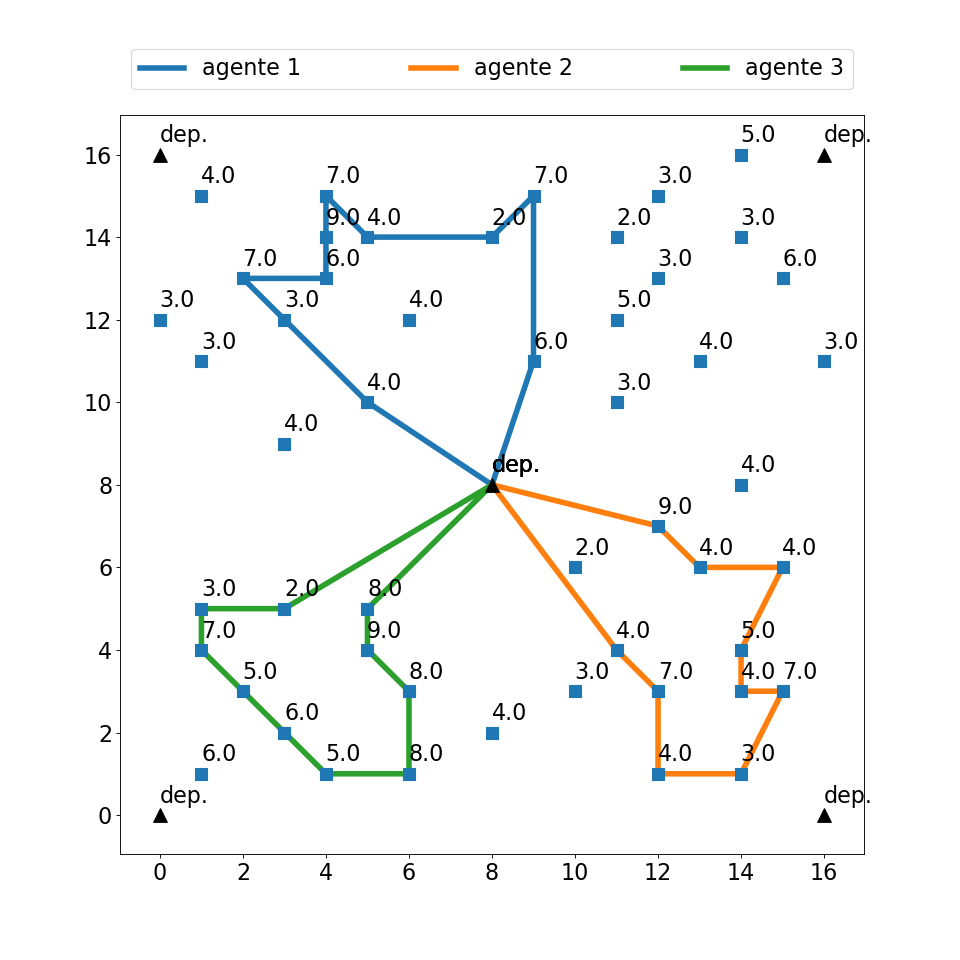 agente 1 agente 2 agente 3
dep. 5.0 dep.
16
4.0 7.0 7.0 3.0
9.0 4.0 2.0 2.0 3.0
14
7.0 6.0 3.0 6.0
3.0 3.0 4.0 5.0
12
3.0 6.0 4.0 3.0
4.0 3.0
10
4.0
dep. 4.0
8
9.0
2.0 4.0 4.0
6
3.0 2.0 8.0
7.0 9.0 4.0 5.0
4
5.0 8.0 3.0 7.0 4.0 7.0
6.0 4.0
2
6.0 5.0 8.0 4.0 3.0
dep. dep.
0
0 2 4 6 8 10 12 14 16